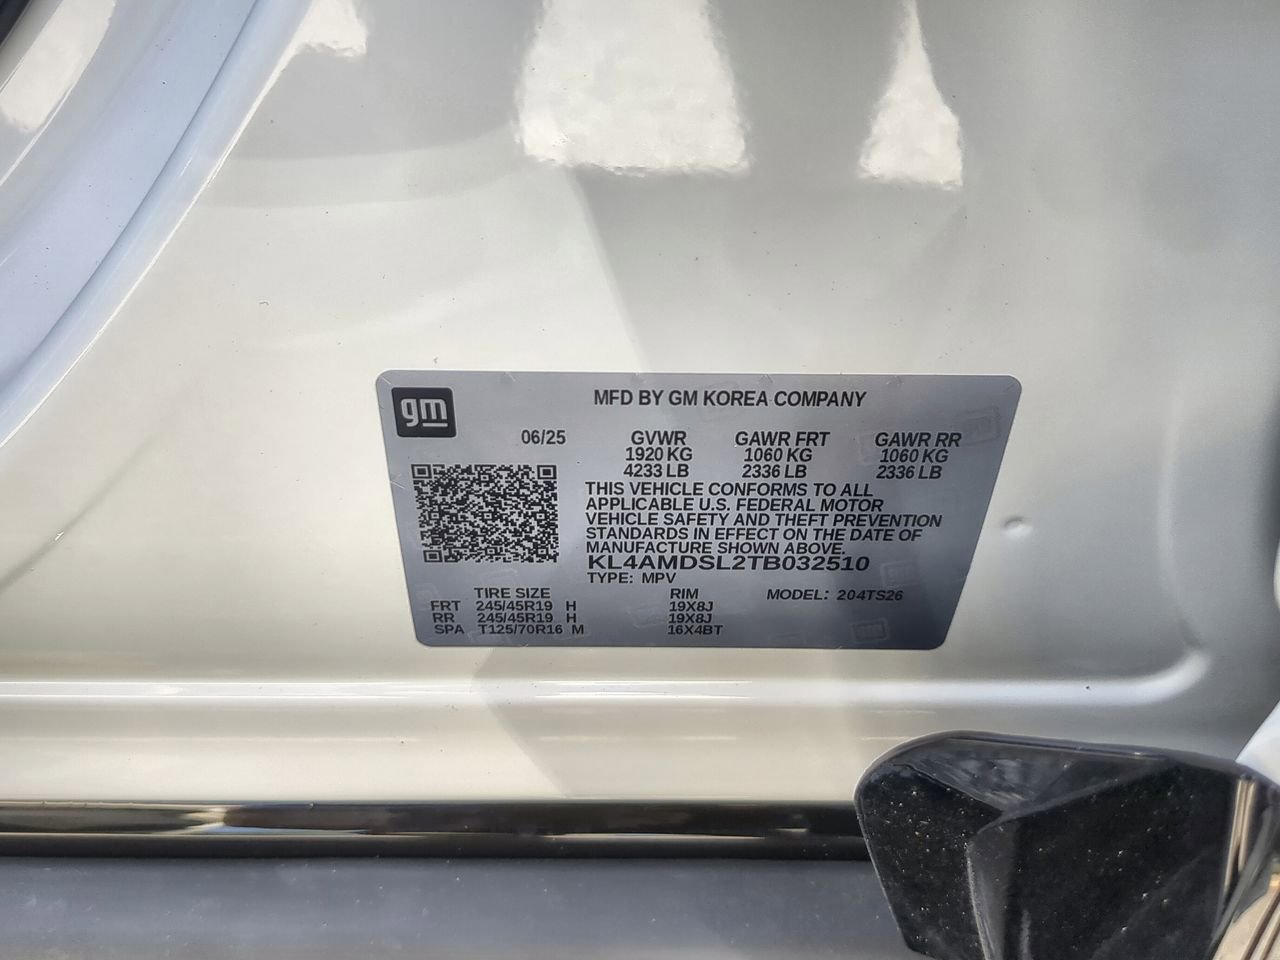 gm
MFD BY GM KOREA COMPANY
06/25 GVWR GAWR FRT GAWR RR
1920 KG 1060 KG 1060 KG
4233 LB 2336 LB 2336 LB
THIS VEHICLE CONFORMS TO ALL
APPLICABLE U.S. FEDERAL MOTOR
VEHICLE SAFETY AND THEFT PREVENTION
STANDARDS IN EFFECT ON THE DATE OF
MANUFACTURE SHOWN ABOVE.
KL4AMDSL2TB032510
TYPE: MPV
TIRE SIZE RIM MODEL: 204TS26
FRT 245/45R19 H 19X8J
RR 245/45R19 H 19X8J
SPA T125/70R16 M 16X4BT